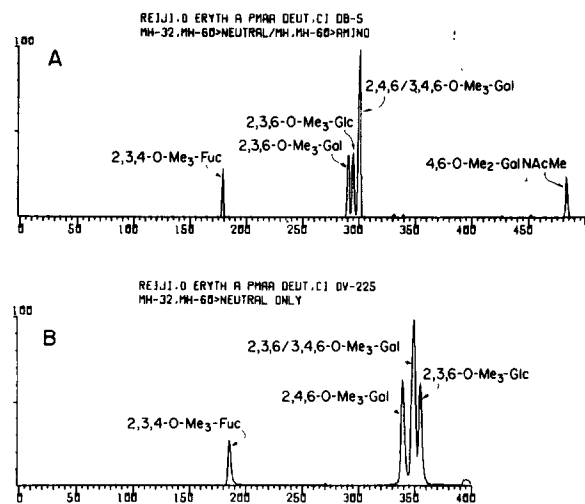 REIJI.O ERYTH A PMAA DEUT.CI DB-5
MH-32,MH-60>NEUTRAL/MH,MH-60>AMINO
100
A
2,4,6/3,4,6-O-Me₃-Gal
2,3,6-O-Me₃-Glc
2,3,6-O-Me₃-Gal
2,3,4-O-Me₃-Fuc
4,6-O-Me₂-GalNAcMe
0 50 100 150 200 250 300 350 400 450
REIJI.O ERYTH A PMAA DEUT.CI OV-225
MH-32,MH-60>NEUTRAL ONLY
100
B
2,3,6/3,4,6-O-Me₃-Gal
2,3,6-O-Me₃-Glc
2,4,6-O-Me₃-Gal
2,3,4-O-Me₃-Fuc
0 50 100 150 200 250 300 350 400